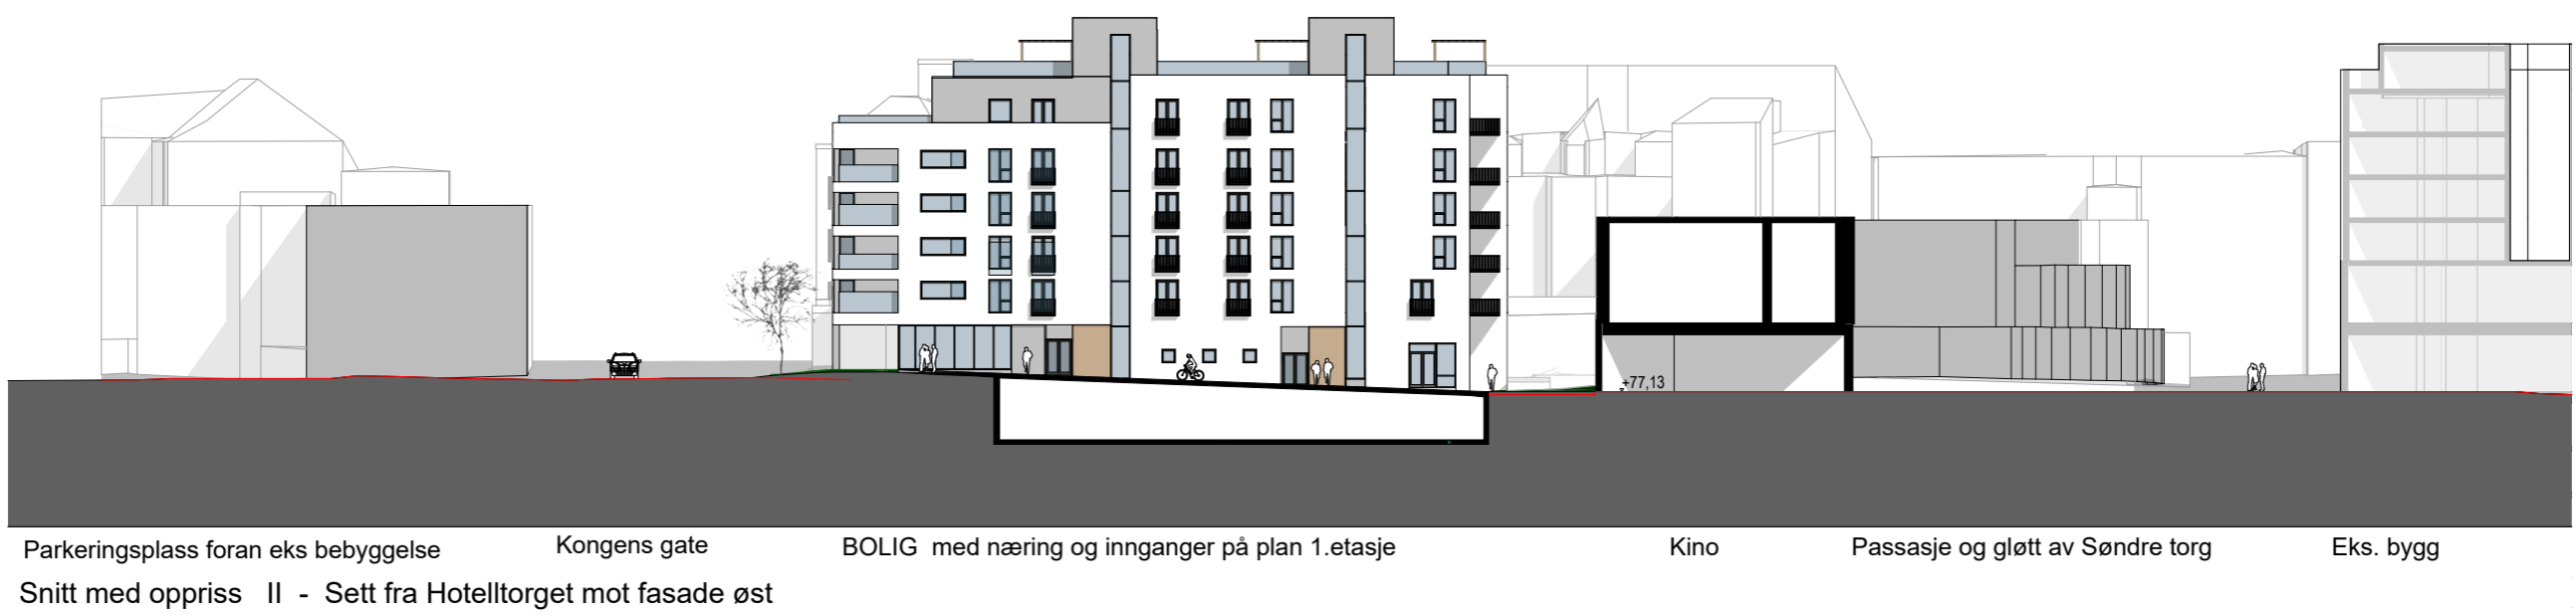 +77,13
Parkeringsplass foran eks bebyggelse
Kongens gate
BOLIG med næring og innganger på plan 1.etasje
Kino
Passasje og gløtt av Søndre torg
Eks. bygg
Snitt med oppriss II - Sett fra Hotelltorget mot fasade øst